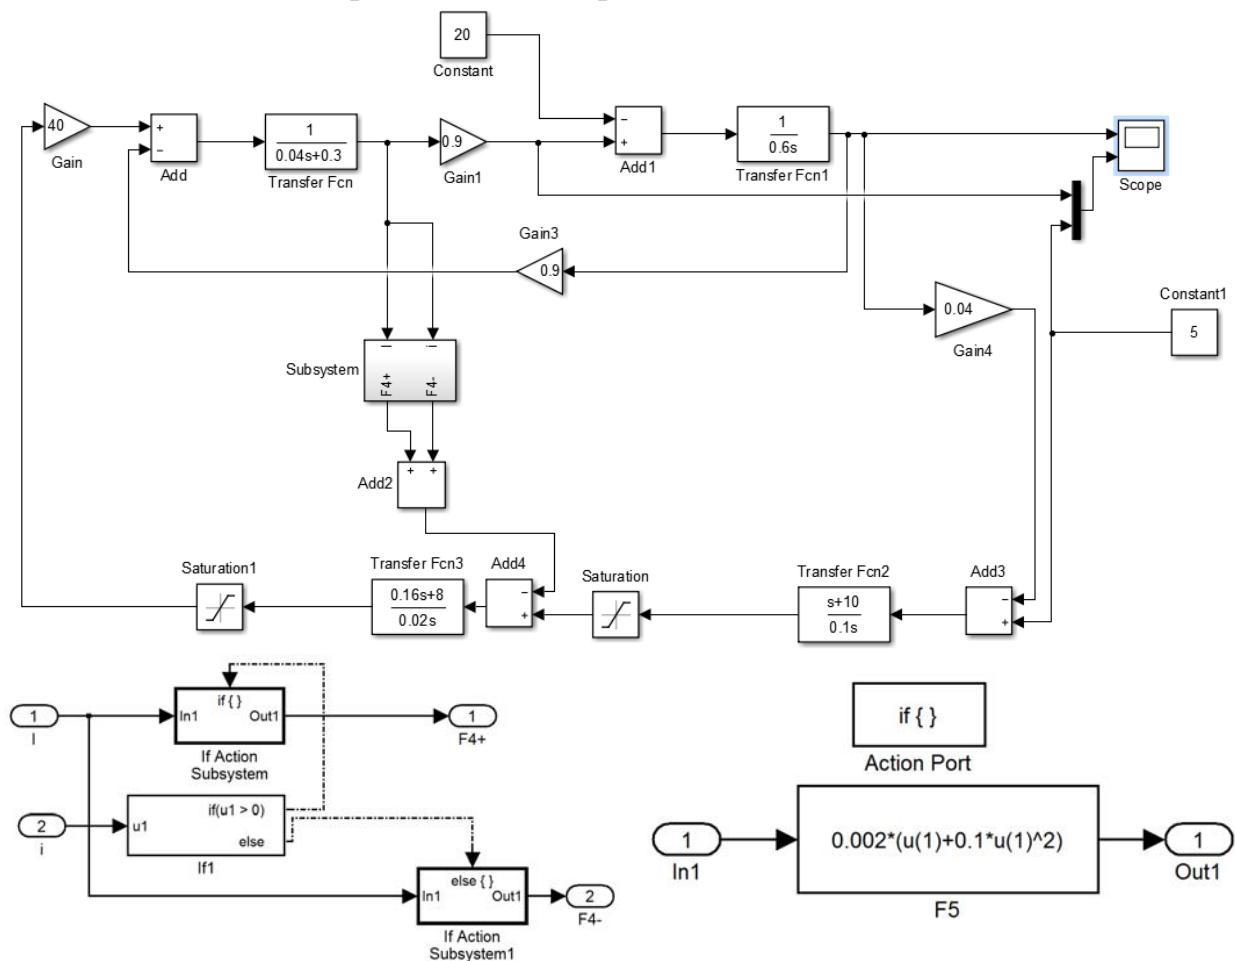 20
Constant
40
Gain
+
−
Add
1
0.04s+0.3
Transfer Fcn
0.9
Gain1
−
+
Add1
1
0.6s
Transfer Fcn1
Scope
Gain3
0.9
0.04
Gain4
Constant1
5
Subsystem
I
i
F4+
F4-
Add2
+ +
Saturation1
Transfer Fcn3
0.16s+8
0.02s
Add4
−
+
Saturation
Transfer Fcn2
s+10
0.1s
Add3
−
+
1
I
if { }
In1
Out1
If Action
Subsystem
1
F4+
2
i
u1
if(u1 > 0)
else
If1
else { }
In1
Out1
If Action
Subsystem1
2
F4-
if { }
Action Port
1
In1
0.002*(u(1)+0.1*u(1)^2)
F5
1
Out1